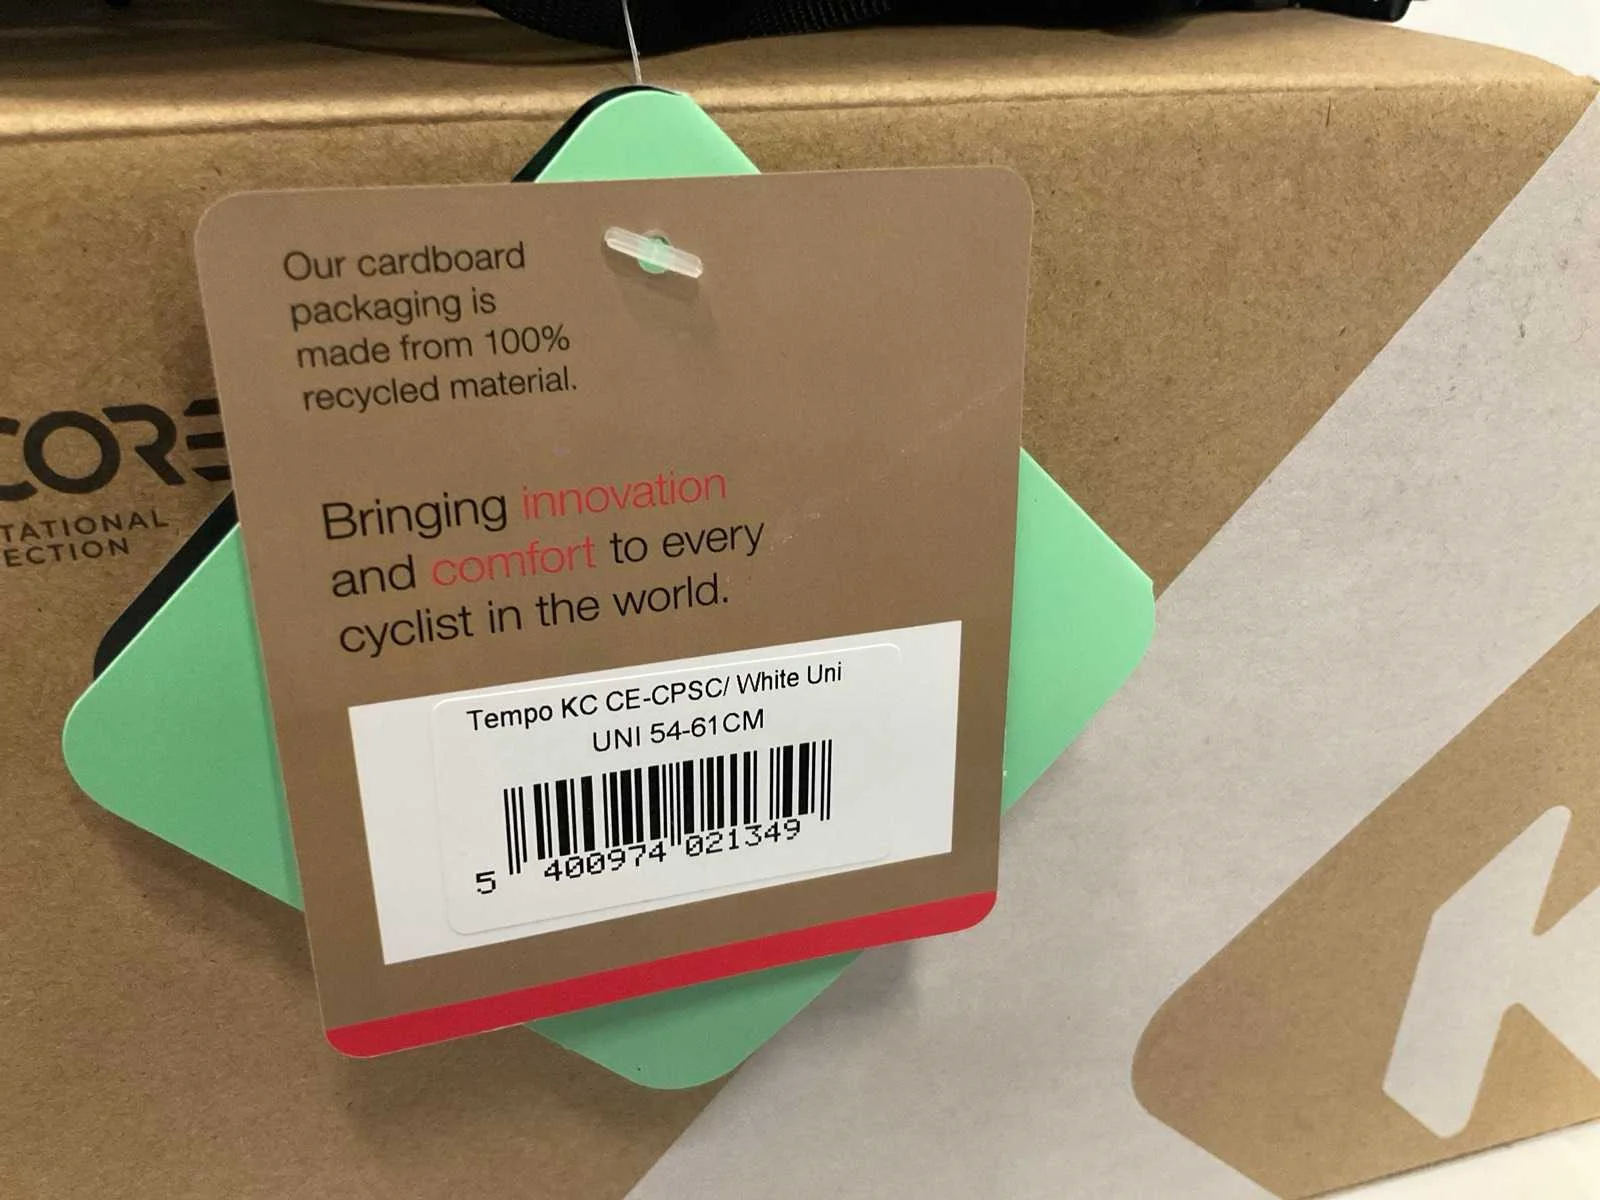 Our cardboard
packaging is
made from 100%
recycled material.
CORE
TATIONAL
ECTION
Bringing innovation
and comfort to every
cyclist in the world.
Tempo KC CE-CPSC/ White Uni
UNI 54-61CM
5 400974 021349
K